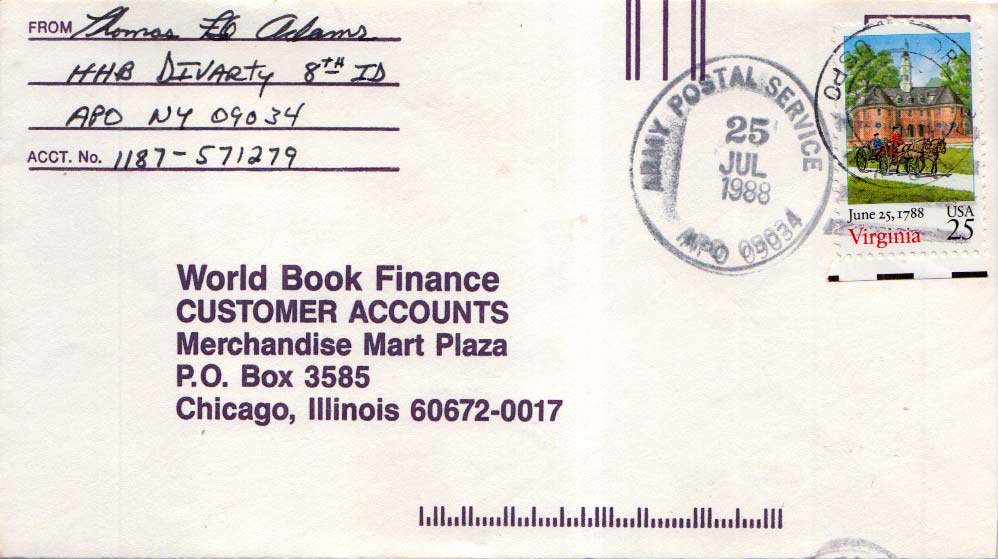 FROM Thomas Adams
HHB DIVARTY 8TH ID
APO NY 09034
ACCT. No. 1187-571279
ARMY POSTAL SERVICE
25
JUL
1988
APO 09034
June 25, 1788 USA
Virginia 25
World Book Finance
CUSTOMER ACCOUNTS
Merchandise Mart Plaza
P.O. Box 3585
Chicago, Illinois 60672-0017